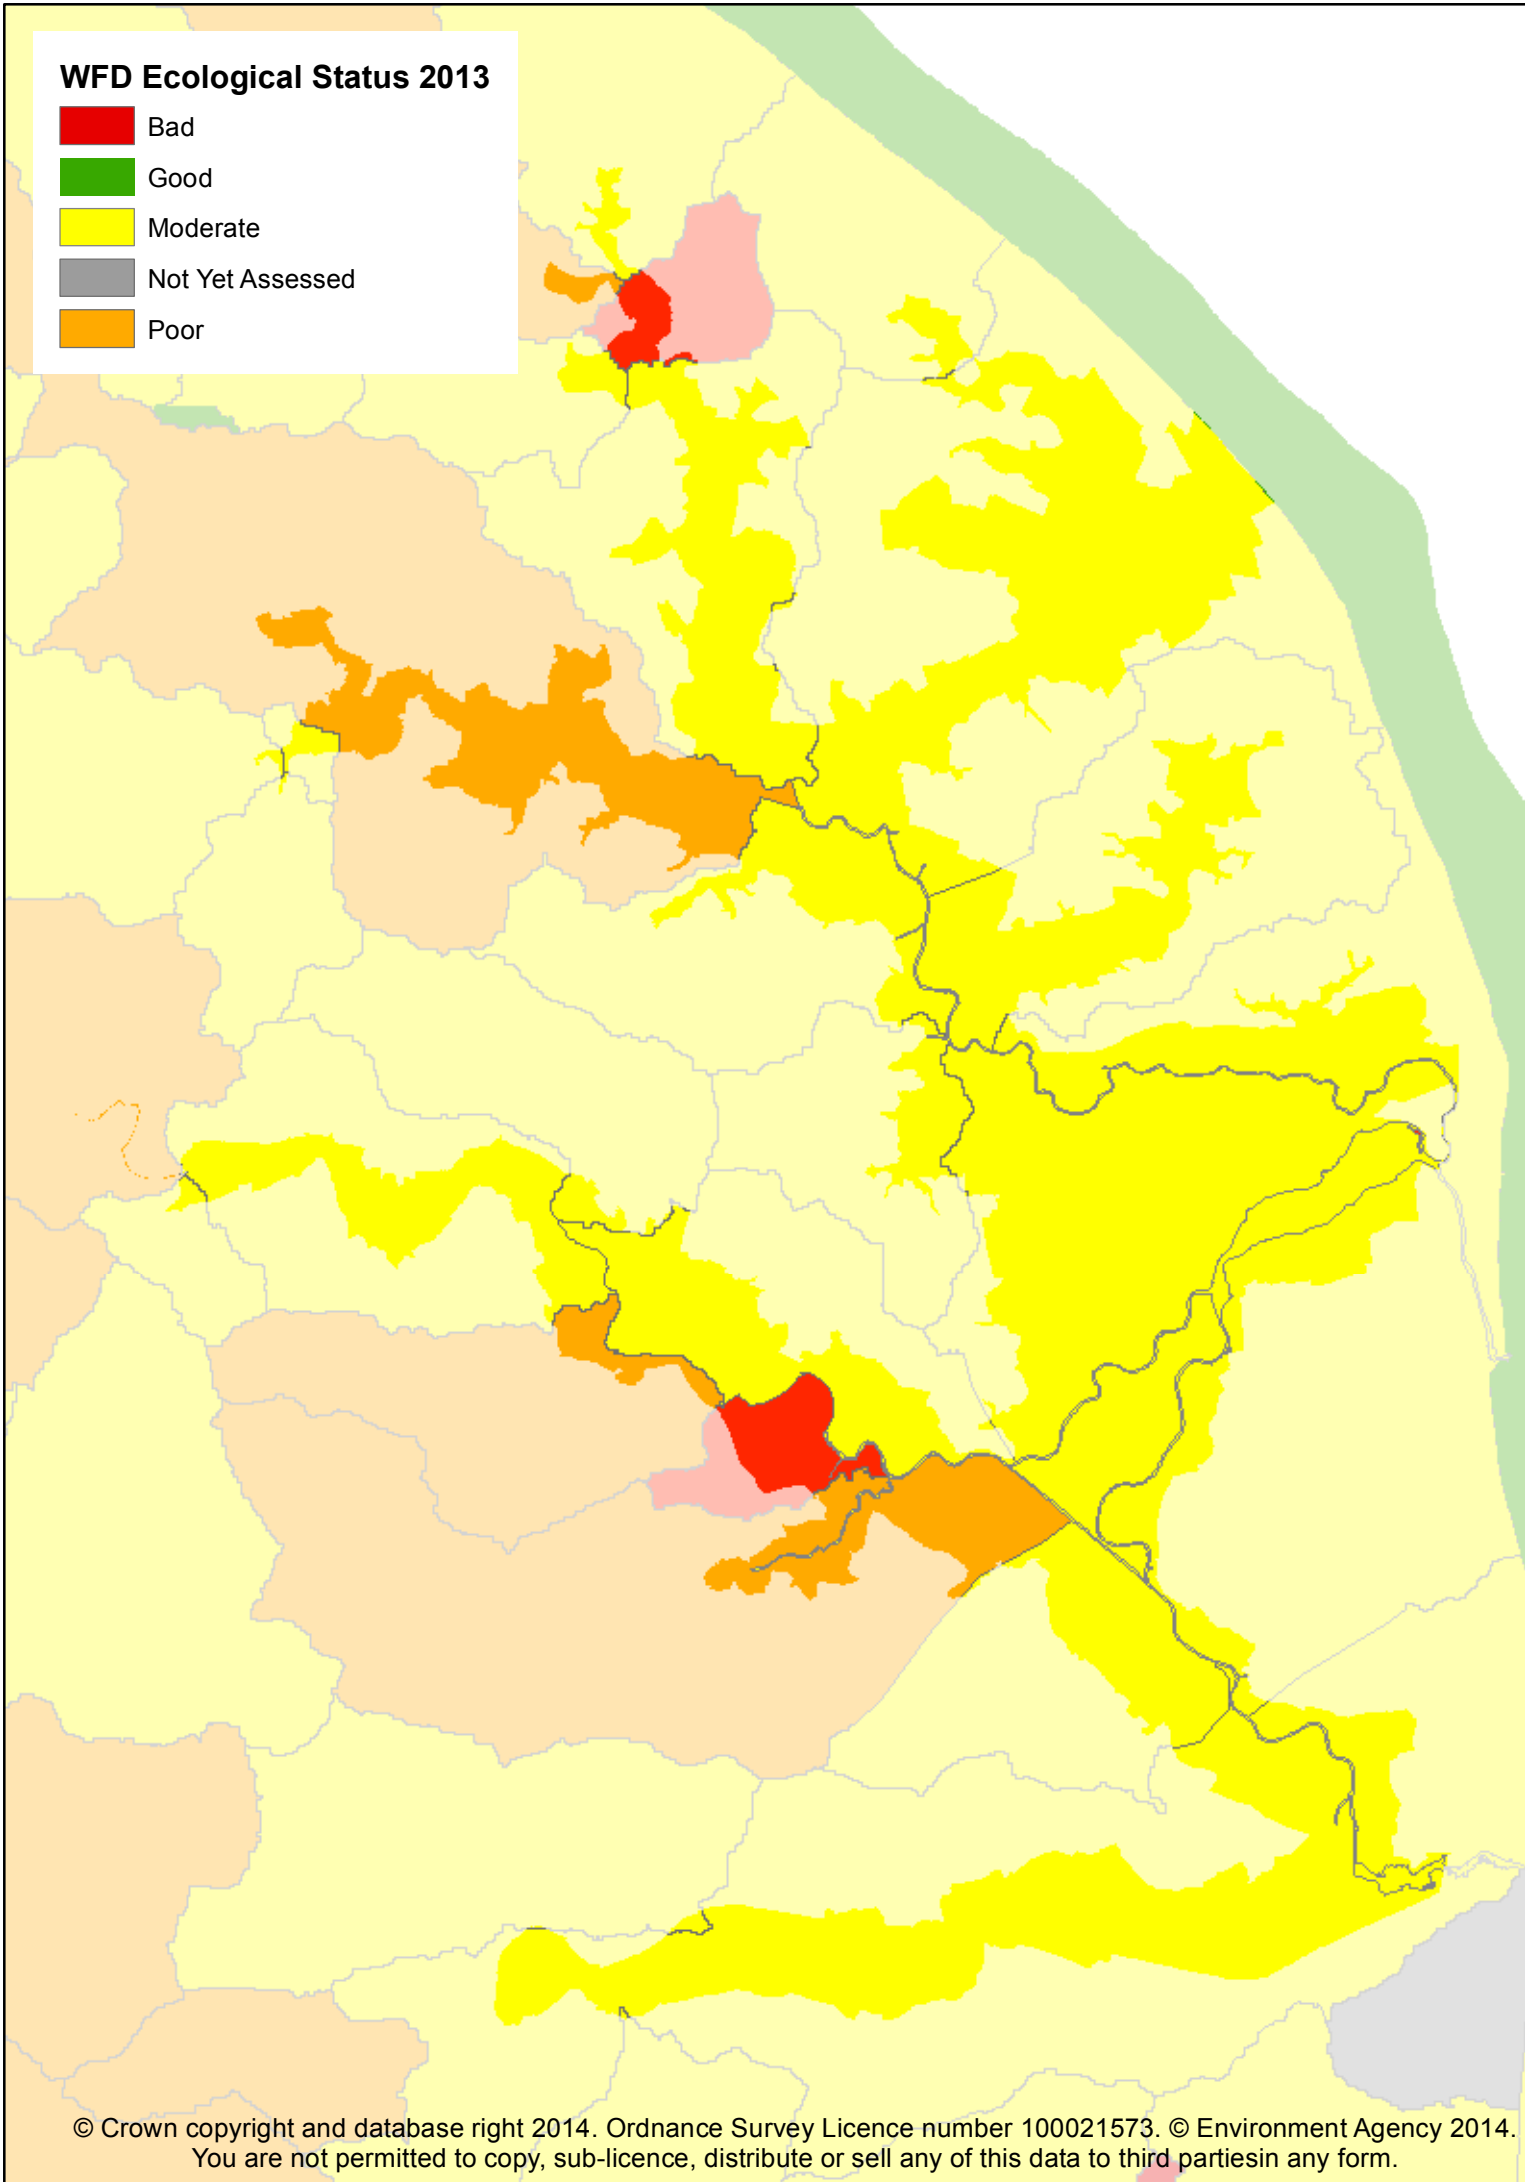 WFD Ecological Status 2013
Bad
Good
Moderate
Not Yet Assessed
Poor
© Crown copyright and database right 2014. Ordnance Survey Licence number 100021573. © Environment Agency 2014.
You are not permitted to copy, sub-licence, distribute or sell any of this data to third partiesin any form.